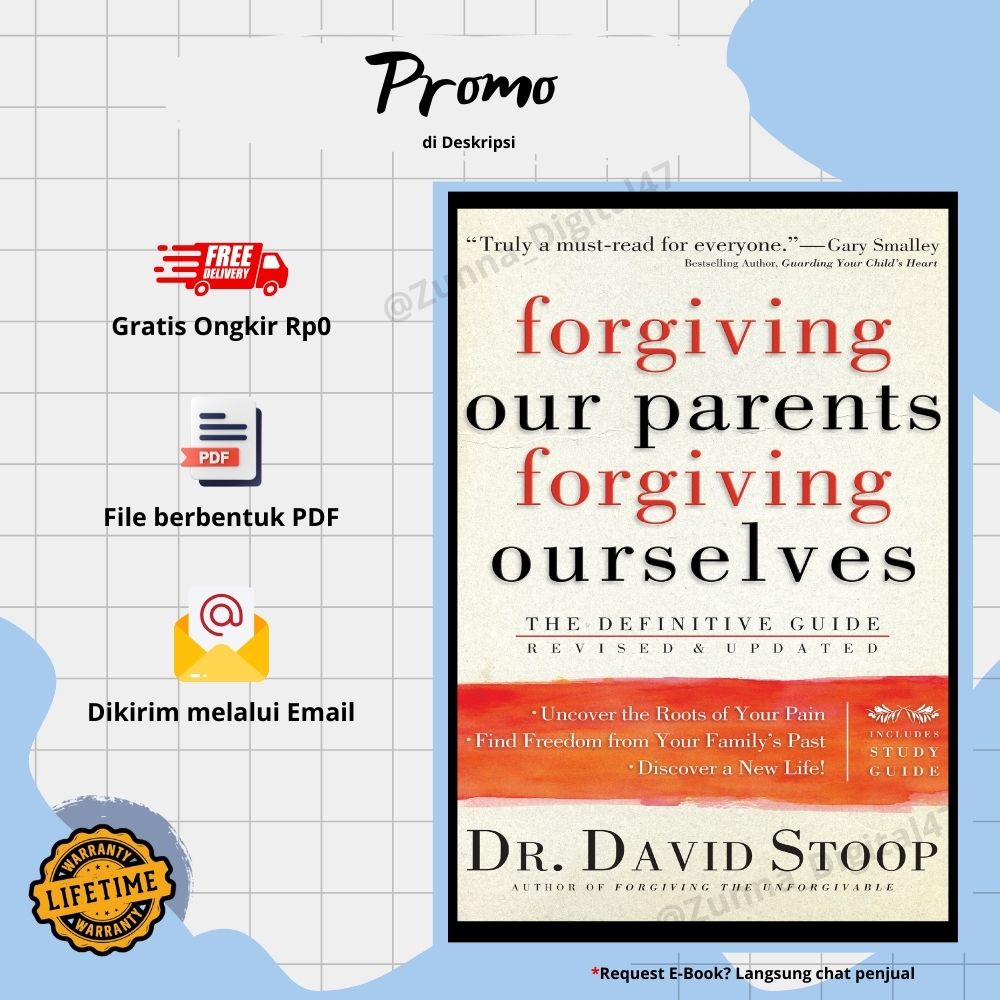 Promo
di Deskripsi
@Zunna_Digital47
FREE
DELIVERY
Gratis Ongkir Rp0
PDF
File berbentuk PDF
@
Dikirim melalui Email
WARRANTY
LIFETIME
WARRANTY
“Truly a must-read for everyone.”—Gary Smalley
Bestselling Author, Guarding Your Child's Heart
forgiving
our parents
forgiving
ourselves
THE DEFINITIVE GUIDE
REVISED & UPDATED
• Uncover the Roots of Your Pain
• Find Freedom from Your Family's Past
• Discover a New Life!
INCLUDES
STUDY
GUIDE
DR. DAVID STOOP
AUTHOR OF FORGIVING THE UNFORGIVABLE
@Zunna_Digital4
*Request E-Book? Langsung chat penjual